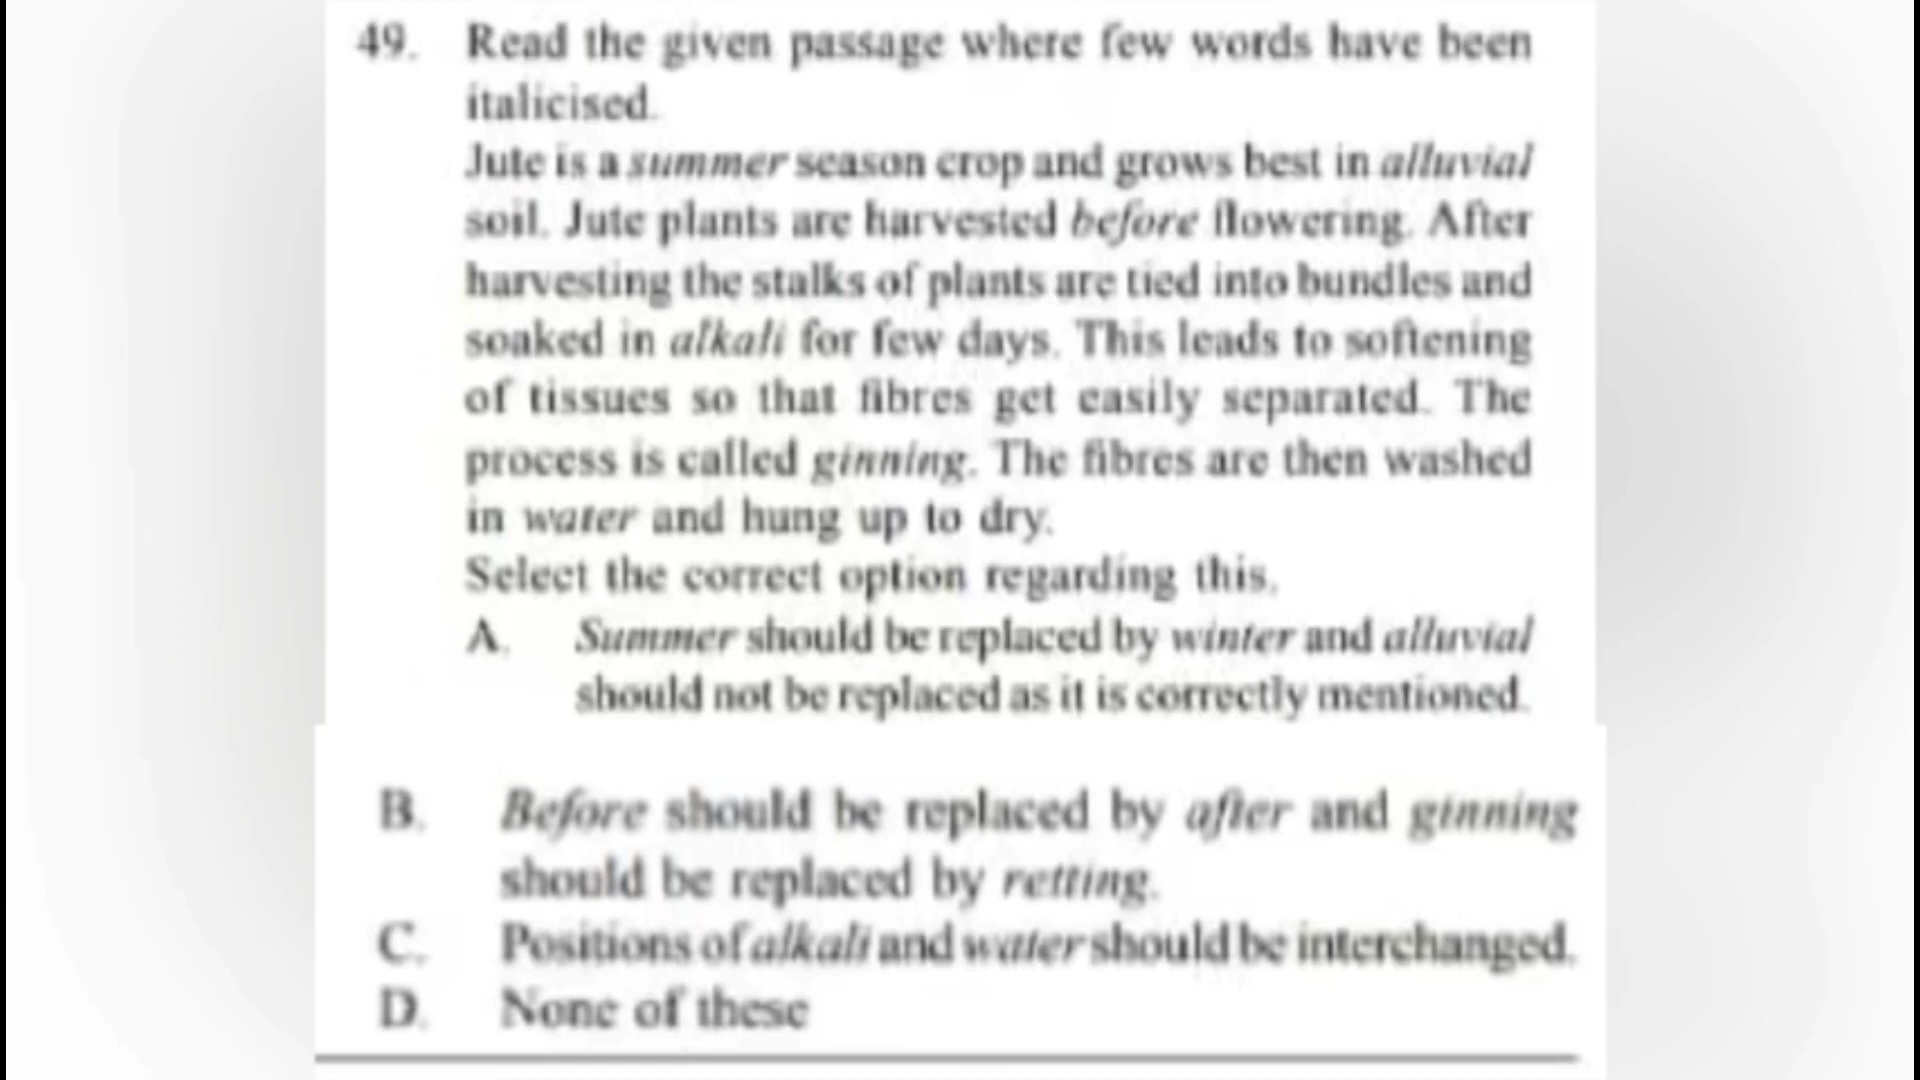 49. Read the given passage where few words have been
italicised.
Jute is a summer season crop and grows best in alluvial
soil. Jute plants are harvested before flowering. After
harvesting the stalks of plants are tied into bundles and
soaked in alkali for few days. This leads to softening
of tissues so that fibres get easily separated. The
process is called ginning. The fibres are then washed
in water and hung up to dry.
Select the correct option regarding this.
A. Summer should be replaced by winter and alluvial
should not be replaced as it is correctly mentioned.
B. Before should be replaced by after and ginning
should be replaced by retting.
C. Positions of alkali and water should be interchanged.
D. None of these